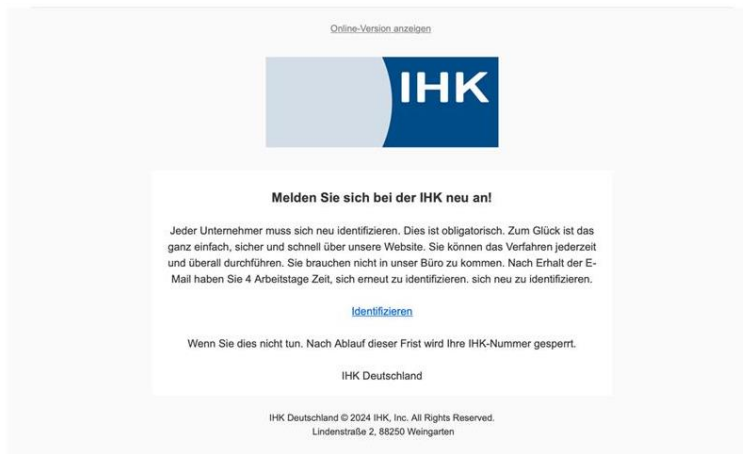 Online-Version anzeigen
IHK
Melden Sie sich bei der IHK neu an!
Jeder Unternehmer muss sich neu identifizieren. Dies ist obligatorisch. Zum Glück ist das
ganz einfach, sicher und schnell über unsere Website. Sie können das Verfahren jederzeit
und überall durchführen. Sie brauchen nicht in unser Büro zu kommen. Nach Erhalt der E-
Mail haben Sie 4 Arbeitstage Zeit, sich erneut zu identifizieren. sich neu zu identifizieren.
Identifizieren
Wenn Sie dies nicht tun. Nach Ablauf dieser Frist wird Ihre IHK-Nummer gesperrt.
IHK Deutschland
IHK Deutschland © 2024 IHK, Inc. All Rights Reserved.
Lindenstraße 2, 88250 Weingarten